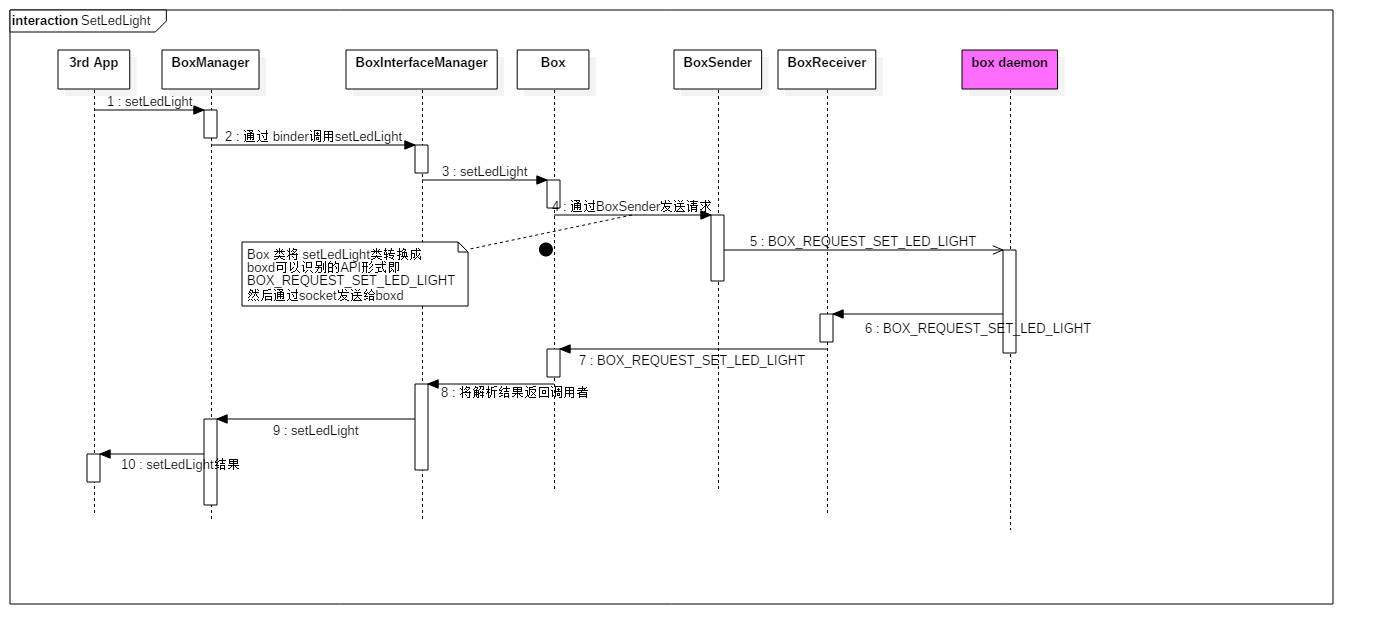 interaction SetLedLight
3rd App
BoxManager
BoxInterfaceManager
Box
BoxSender
BoxReceiver
box daemon
1 : setLedLight
2 : 通过 binder调用setLedLight
3 : setLedLight
4 : 通过BoxSender发送请求
5 : BOX_REQUEST_SET_LED_LIGHT
Box 类将 setLedLight类转换成
boxd可以识别的API形式即
BOX_REQUEST_SET_LED_LIGHT
然后通过socket发送给boxd
6 : BOX_REQUEST_SET_LED_LIGHT
7 : BOX_REQUEST_SET_LED_LIGHT
8 : 将解析结果返回调用者
9 : setLedLight
10 : setLedLight结果